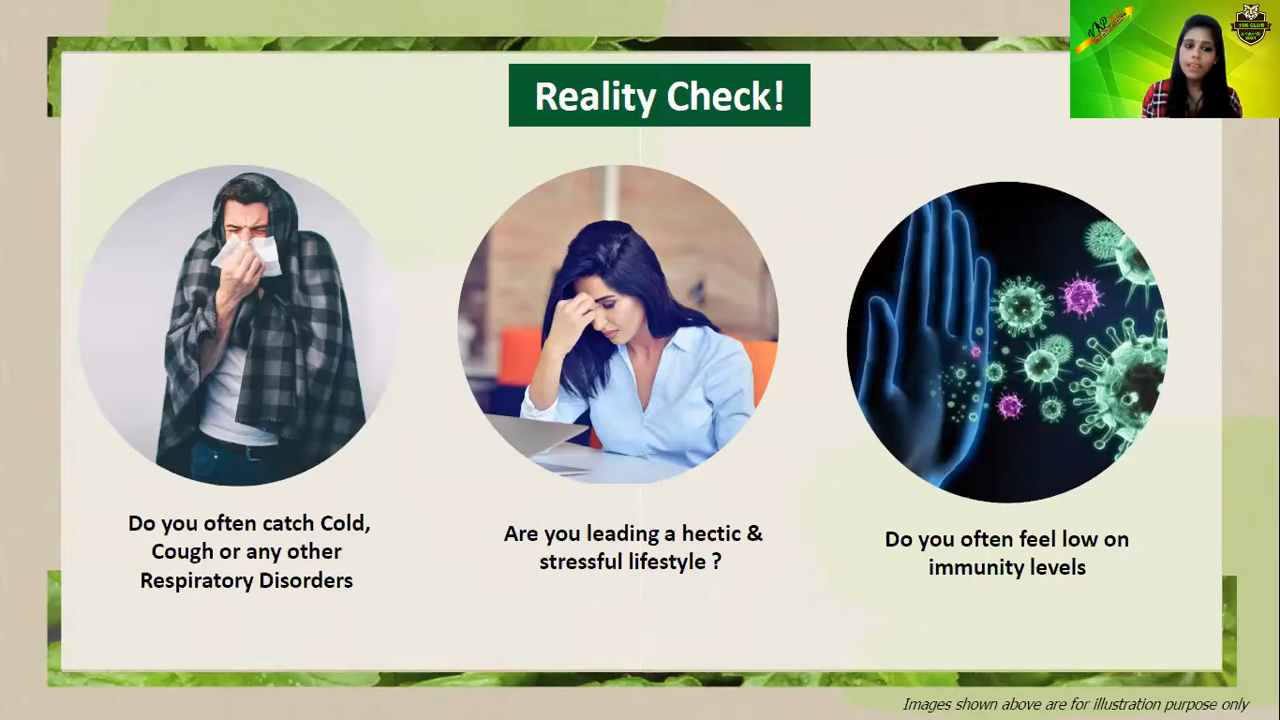 Reality Check!
Do you often catch Cold,
Cough or any other
Respiratory Disorders
Are you leading a hectic &
stressful lifestyle ?
Do you often feel low on
immunity levels
Images shown above are for illustration purpose only